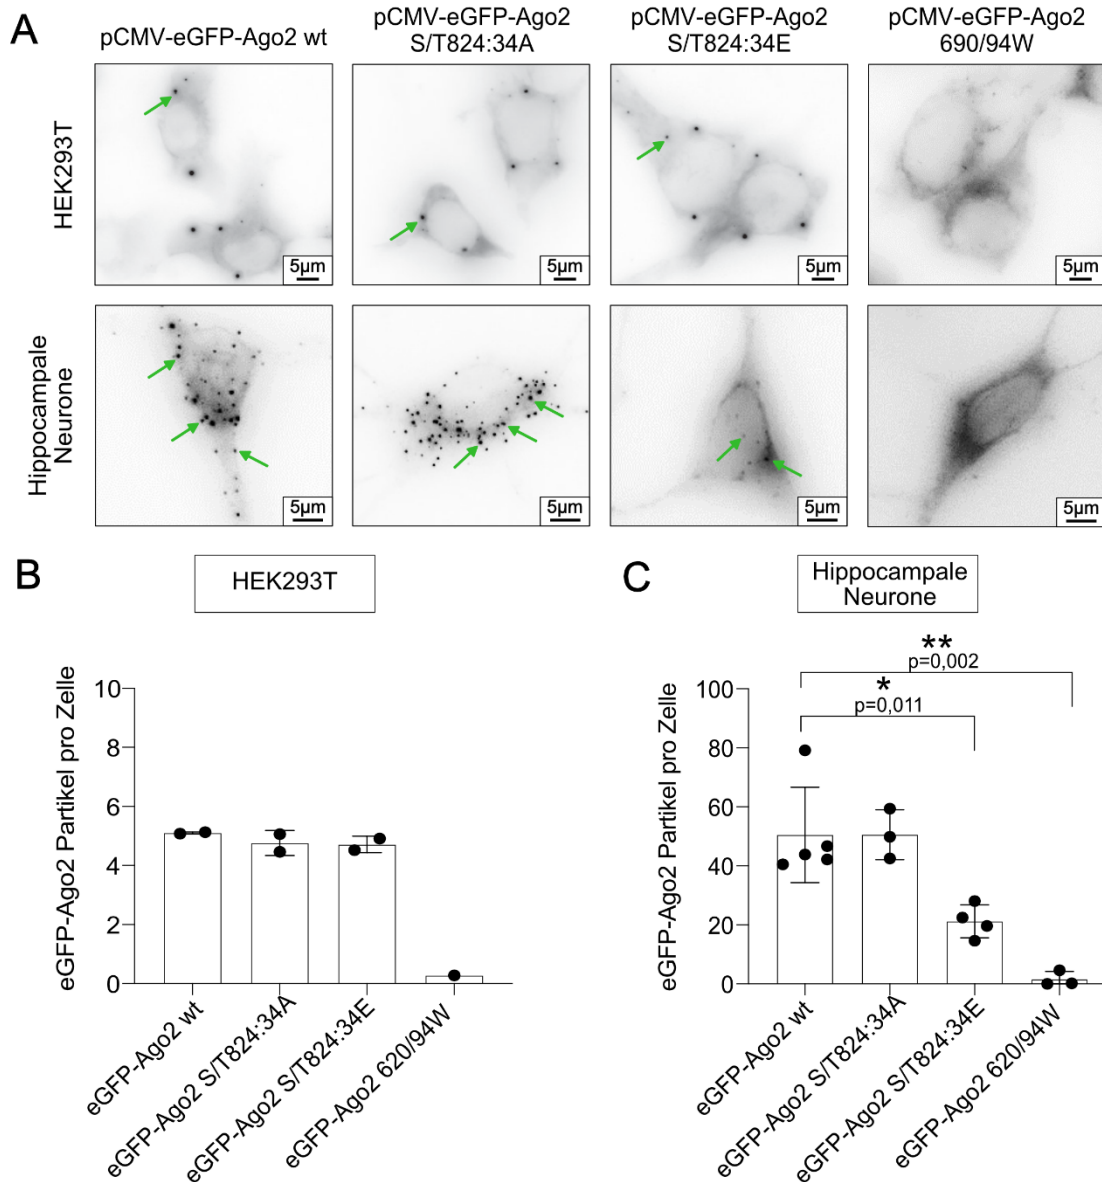 A
pCMV-eGFP-Ago2 wt
pCMV-eGFP-Ago2
S/T824:34A
pCMV-eGFP-Ago2
S/T824:34E
pCMV-eGFP-Ago2
690/94W
HEK293T
5µm
5µm
5µm
5µm
Hippocampale
Neurone
5µm
5µm
5µm
5µm
B
HEK293T
eGFP-Ago2 Partikel pro Zelle
10
8
6
4
2
0
eGFP-Ago2 wt
eGFP-Ago2 S/T824:34A
eGFP-Ago2 S/T824:34E
eGFP-Ago2 620/94W
C
Hippocampale
Neurone
**
p=0,002
*
p=0,011
eGFP-Ago2 Partikel pro Zelle
100
80
60
40
20
0
eGFP-Ago2 wt
eGFP-Ago2 S/T824:34A
eGFP-Ago2 S/T824:34E
eGFP-Ago2 620/94W